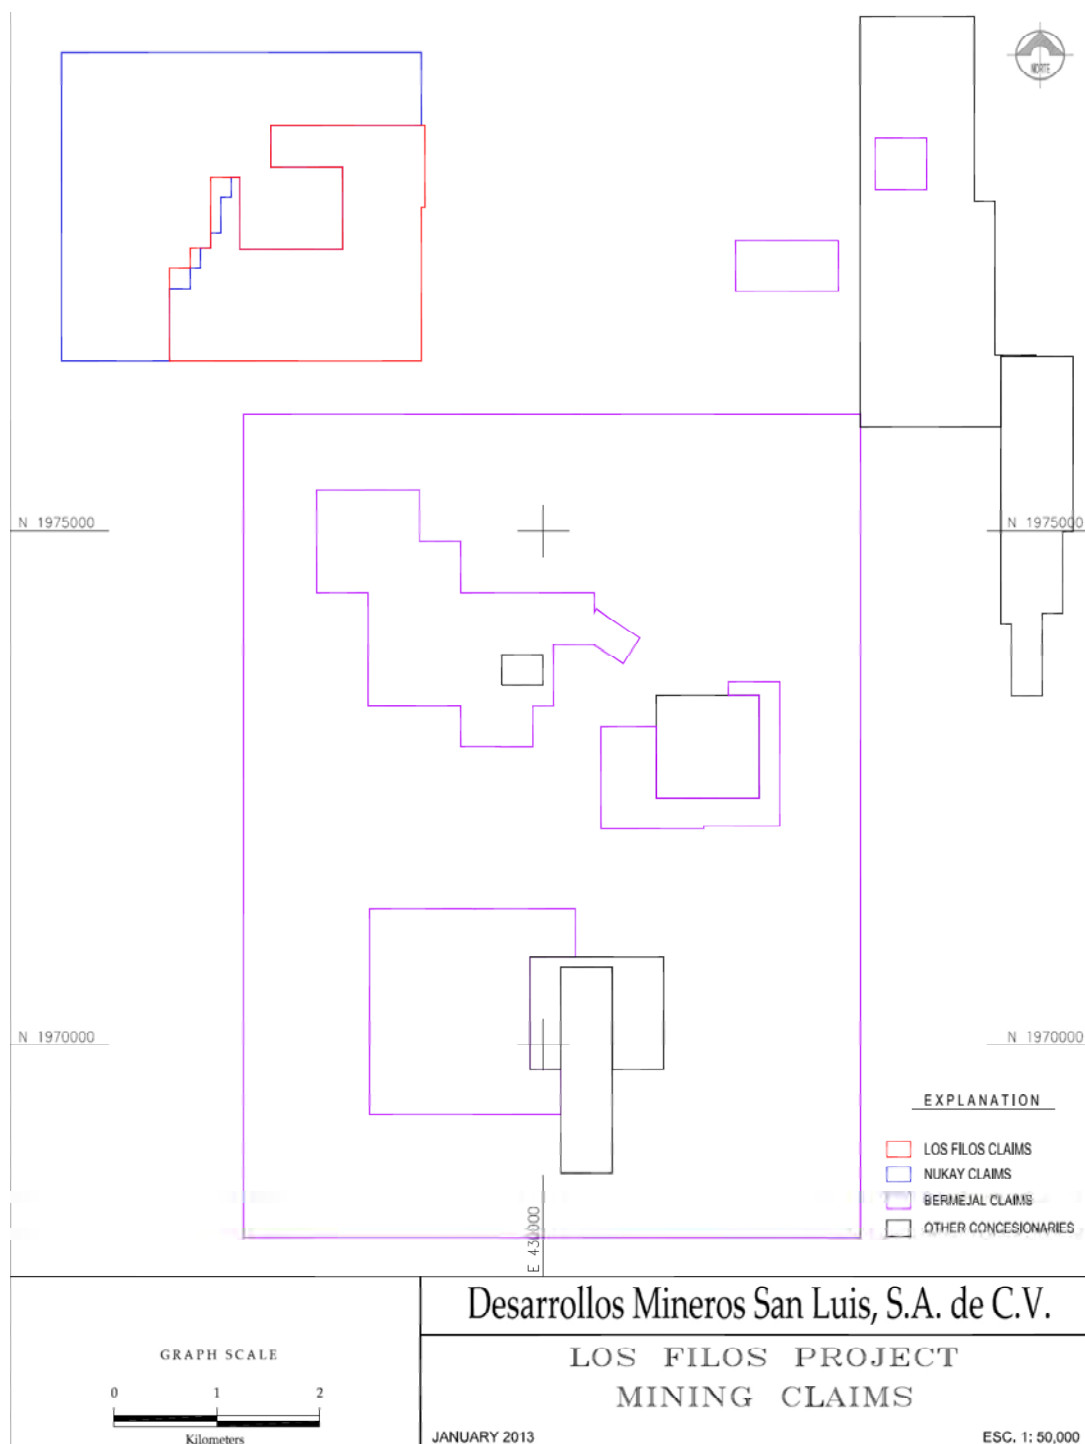 NORTE
N 1975000
N 1975000
N 1970000
N 1970000
E 430000
EXPLANATION
LOS FILOS CLAIMS
NUKAY CLAIMS
BERMEJAL CLAIMS
OTHER CONCESIONARIES
GRAPH SCALE
0 1 2
Kilometers
Desarrollos Mineros San Luis, S.A. de C.V.
LOS FILOS PROJECT
MINING CLAIMS
JANUARY 2013
ESC. 1: 50,000